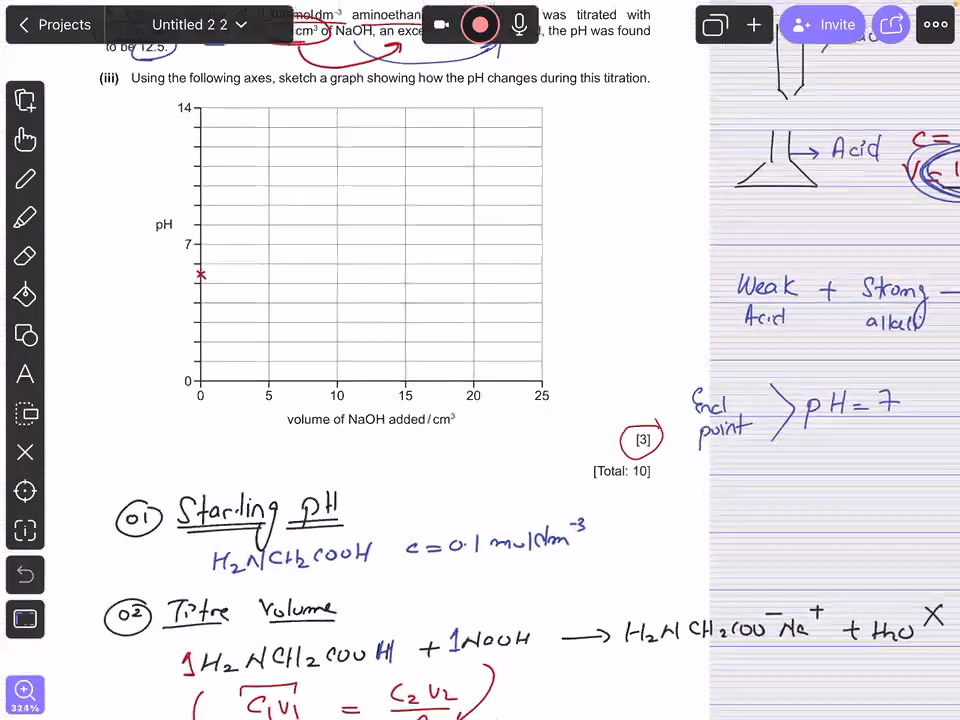 Projects
Untitled 2 2
Invite
mol dm⁻³ aminoethan was titrated with
cm³ of NaOH, an exce , the pH was found
to be 12.5.
(iii) Using the following axes, sketch a graph showing how the pH changes during this titration.
14
pH
7
0
0 5 10 15 20 25
volume of NaOH added / cm³
[3]
[Total: 10]
Acid
C =
V =
Weak + Strong
Acid alkali
End point > pH = 7
01 Starting pH
H₂NCH₂COOH c = 0.1 mol dm⁻³
02 Titre Volume
1H₂NCH₂COOH + 1NaOH → H₂NCH₂COO⁻Na⁺ + H₂O X
C₁V₁ = C₂V₂
A
324%